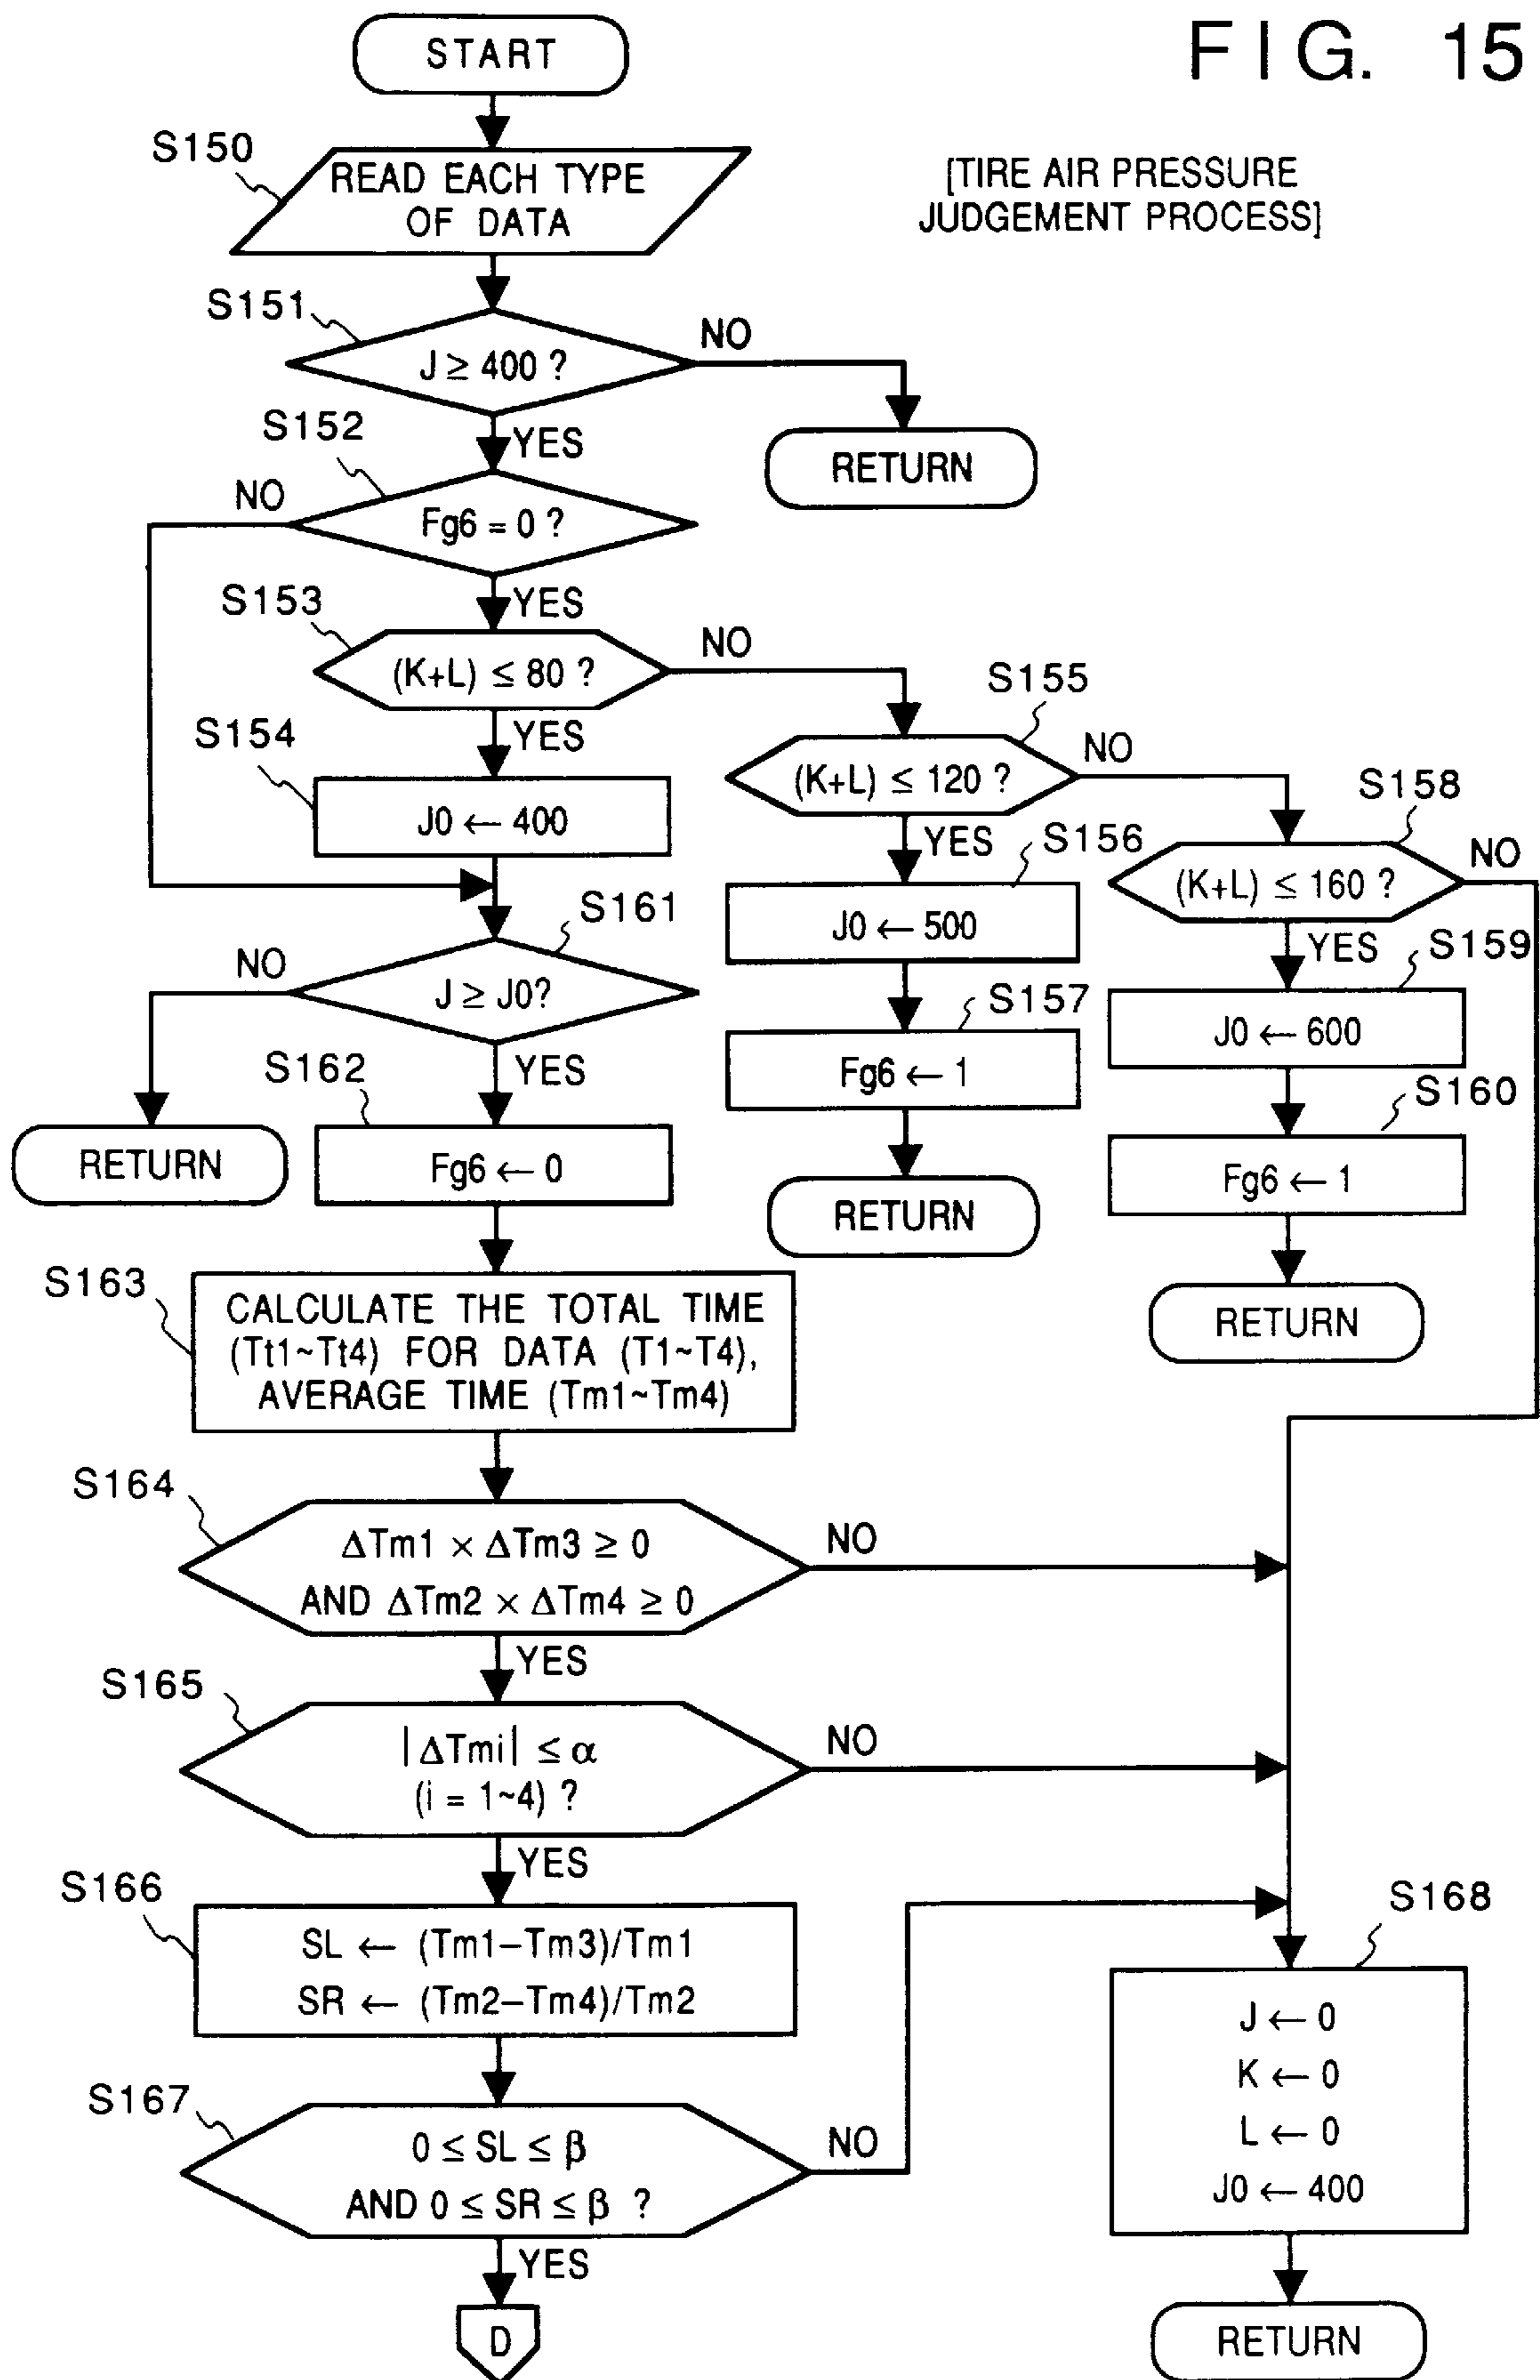 FIG. 15
START
S150
READ EACH TYPE
OF DATA
[TIRE AIR PRESSURE
JUDGEMENT PROCESS]
S151
J ≥ 400 ?
NO
RETURN
YES
S152
NO
Fg6 = 0 ?
YES
S153
(K+L) ≤ 80 ?
NO
YES
S154
J0 ← 400
S155
(K+L) ≤ 120 ?
NO
YES
S156
J0 ← 500
S157
Fg6 ← 1
RETURN
S158
(K+L) ≤ 160 ?
NO
YES
S159
J0 ← 600
S160
Fg6 ← 1
RETURN
S161
NO
J ≥ J0?
RETURN
YES
S162
Fg6 ← 0
S163
CALCULATE THE TOTAL TIME
(Tt1~Tt4) FOR DATA (T1~T4),
AVERAGE TIME (Tm1~Tm4)
S164
ΔTm1 × ΔTm3 ≥ 0
AND ΔTm2 × ΔTm4 ≥ 0
NO
YES
S165
|ΔTmi| ≤ α
(i = 1~4) ?
NO
YES
S166
SL ← (Tm1−Tm3)/Tm1
SR ← (Tm2−Tm4)/Tm2
S167
0 ≤ SL ≤ β
AND 0 ≤ SR ≤ β ?
NO
YES
D
S168
J ← 0
K ← 0
L ← 0
J0 ← 400
RETURN